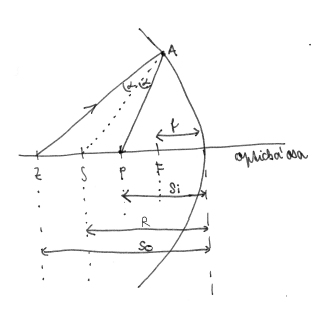 A
α α
f
optická osa
Z S P F
Si
R
So